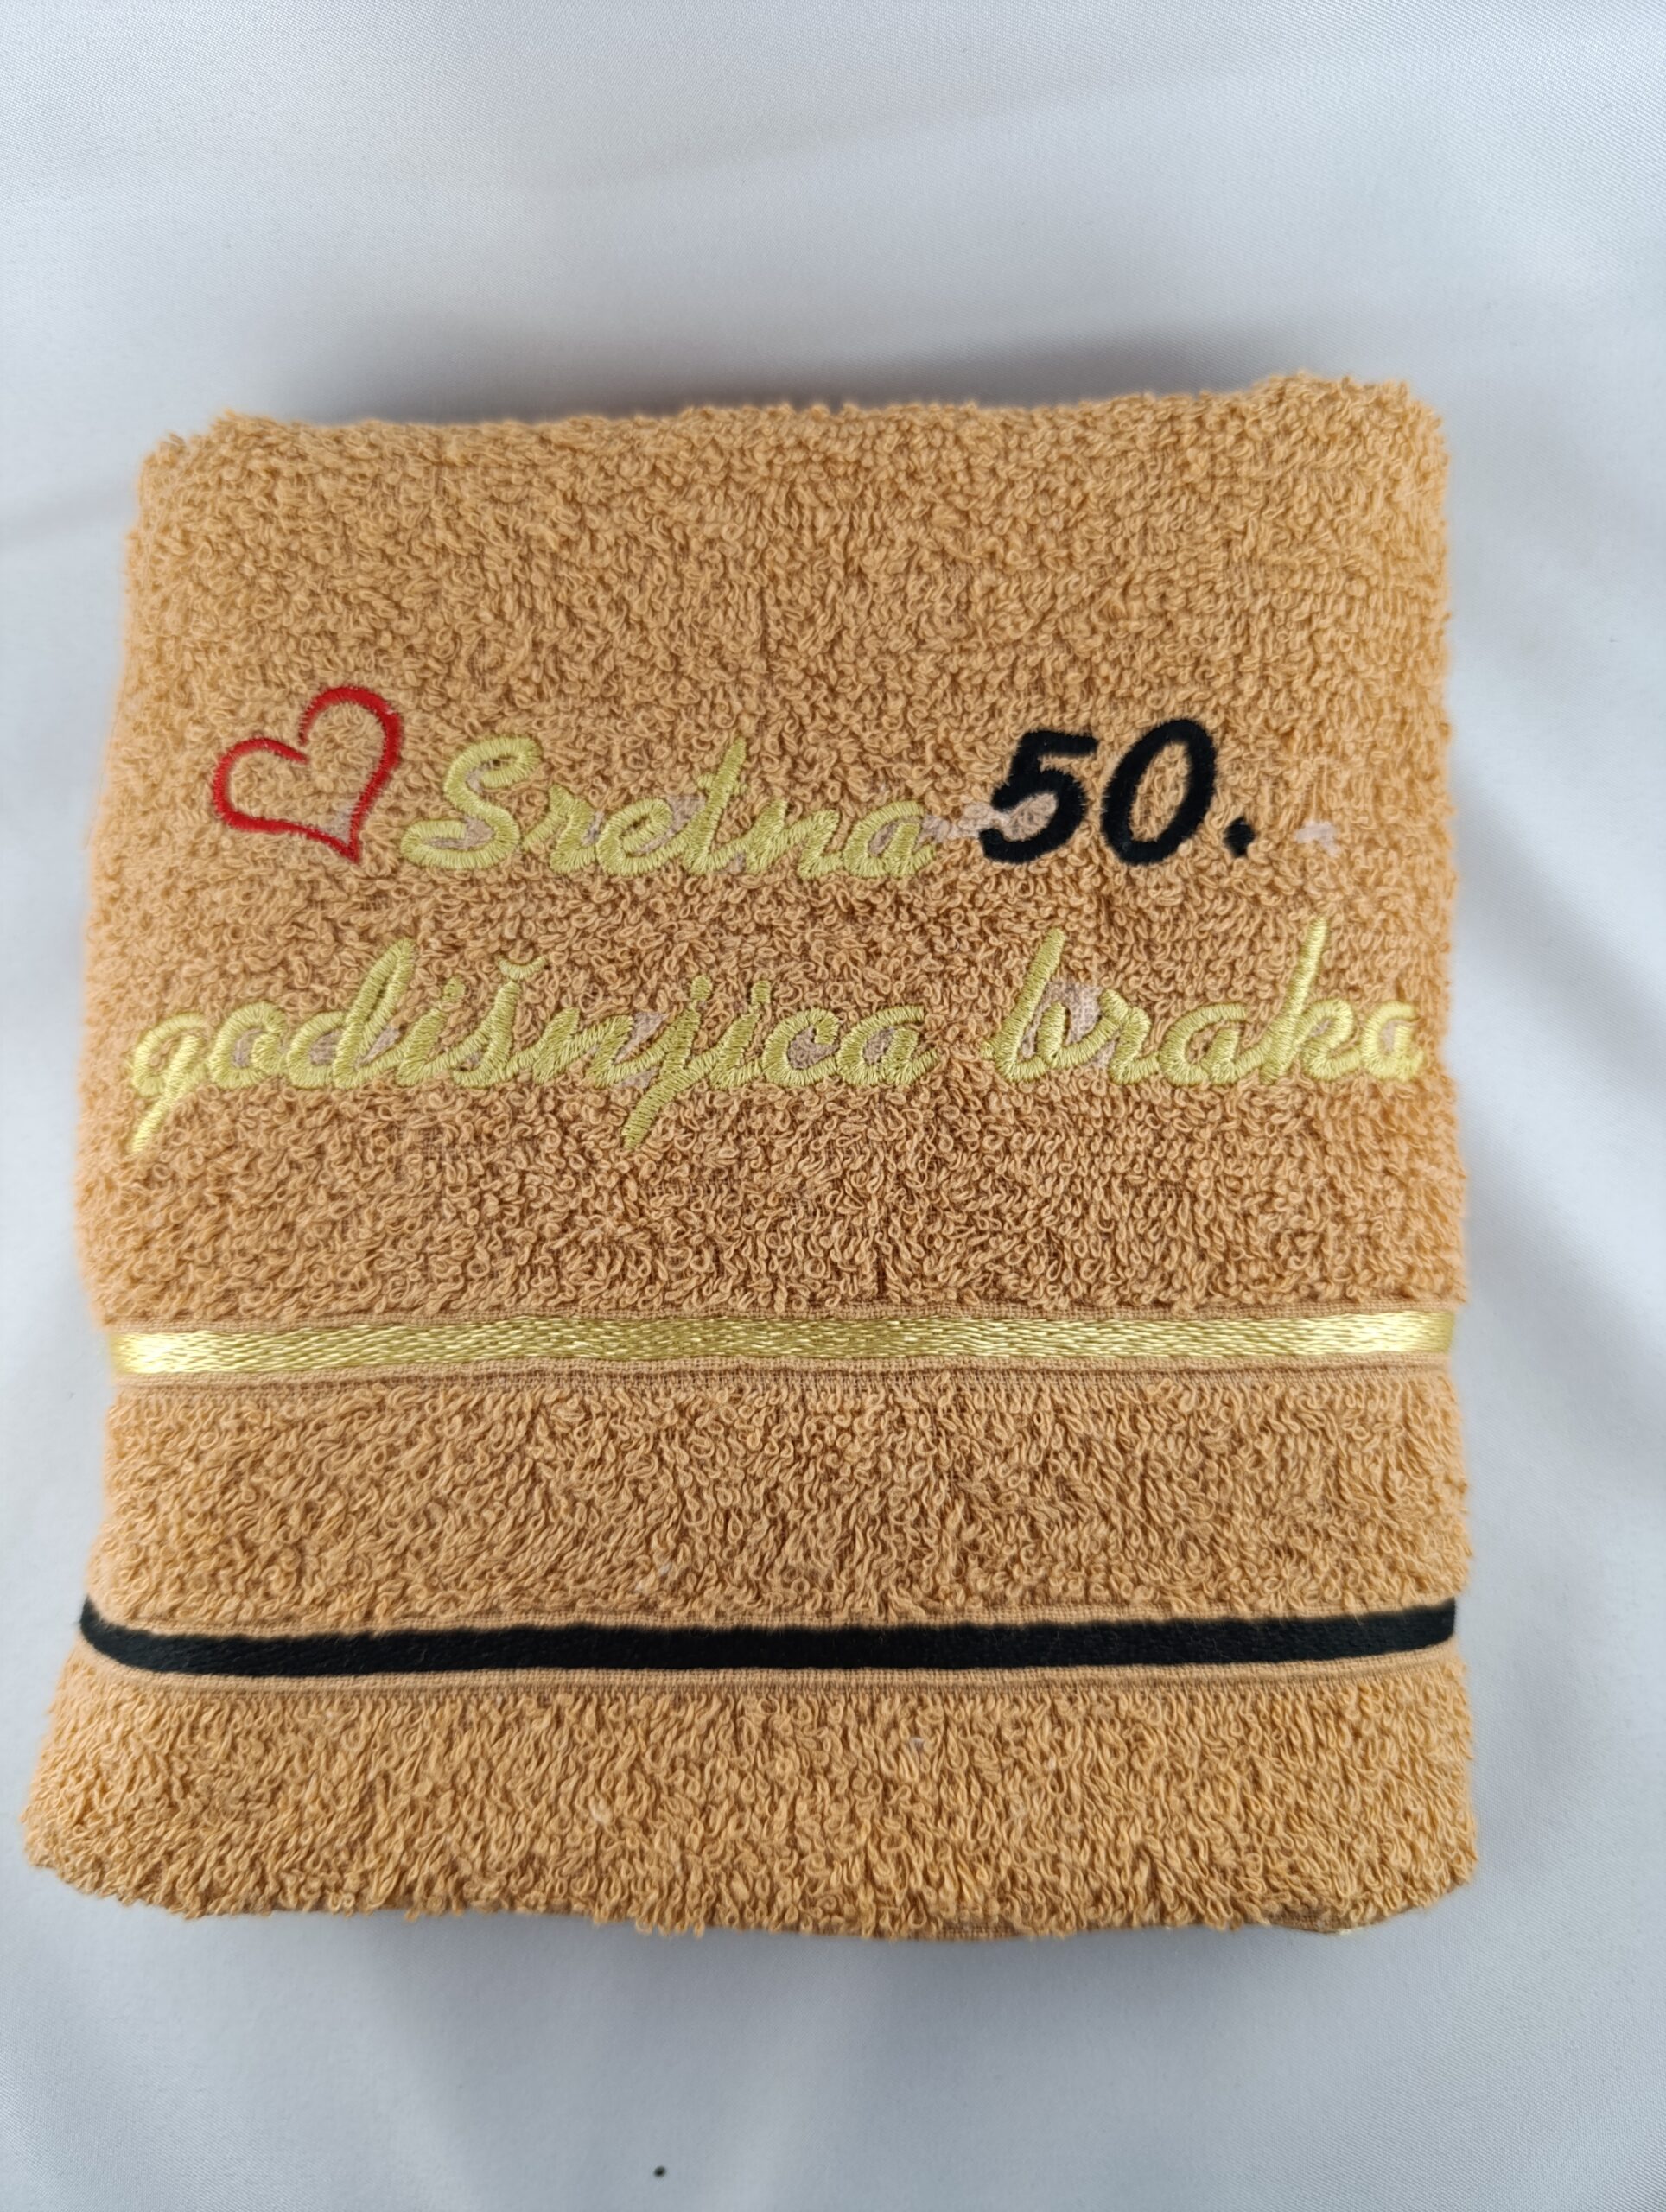 Sretna 50.
godišnjica braka